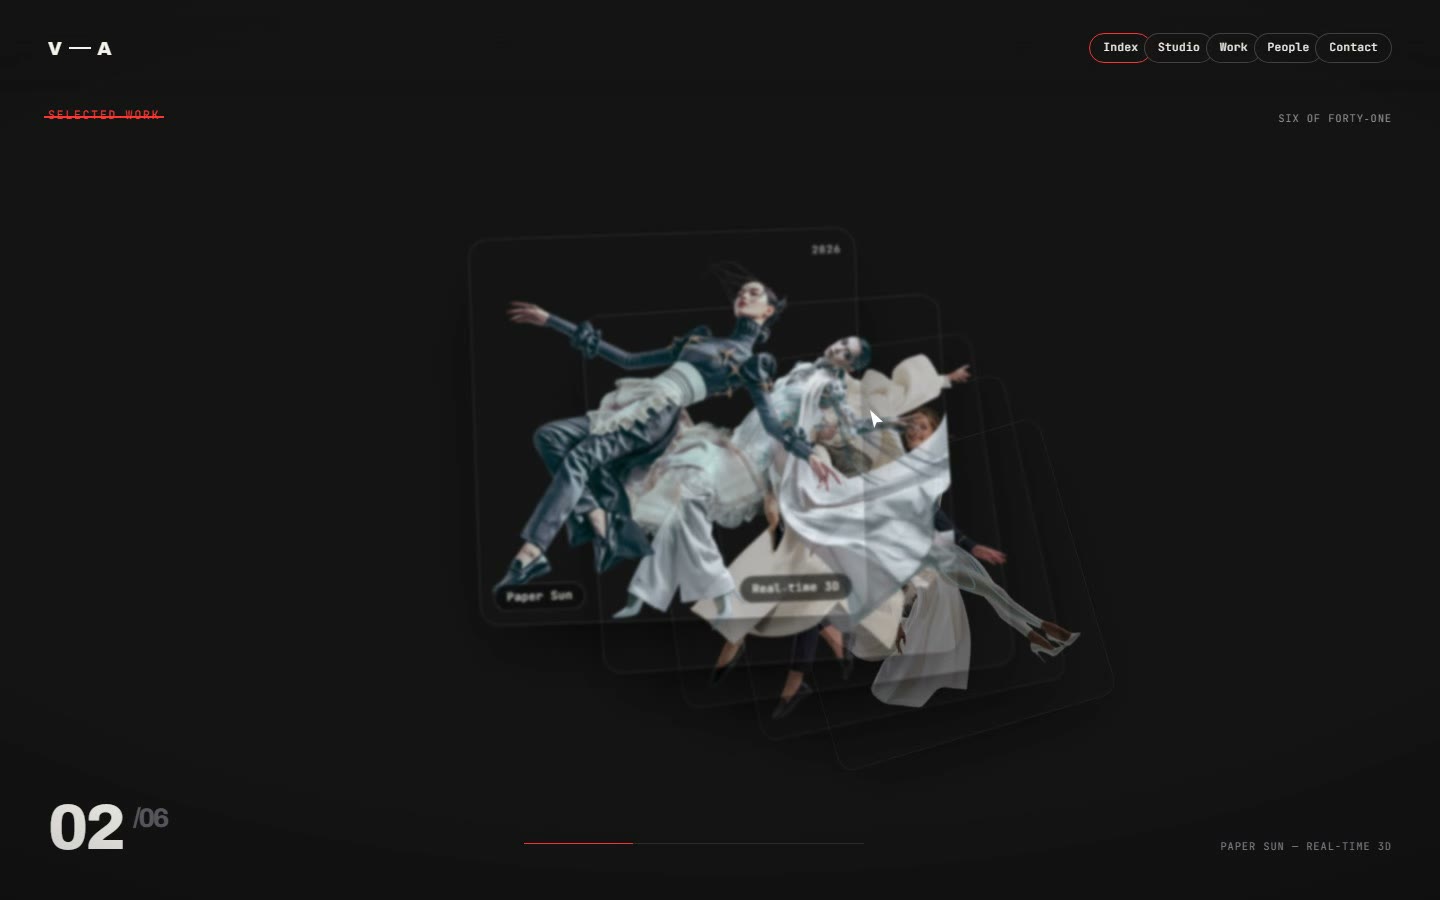 V — A
Index Studio Work People Contact
SELECTED WORK
SIX OF FORTY-ONE
2026
Paper Sun
Real-time 3D
02 /06
PAPER SUN — REAL-TIME 3D